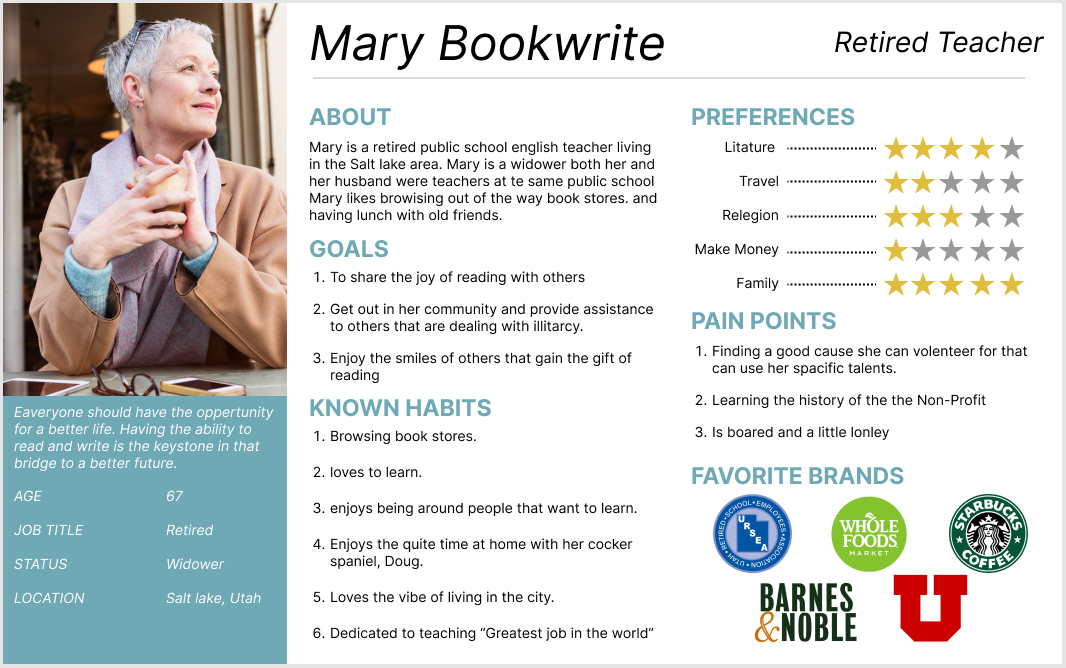 Mary Bookwrite
Retired Teacher
Eaveryone should have the oppertunity
for a better life. Having the ability to
read and write is the keystone in that
bridge to a better future.
AGE 67
JOB TITLE Retired
STATUS Widower
LOCATION Salt lake, Utah
ABOUT
Mary is a retired public school english teacher living
in the Salt lake area. Mary is a widower both her and
her husband were teachers at te same public school
Mary likes browising out of the way book stores. and
having lunch with old friends.
GOALS
1. To share the joy of reading with others
2. Get out in her community and provide assistance
to others that are dealing with illitarcy.
3. Enjoy the smiles of others that gain the gift of
reading
KNOWN HABITS
1. Browsing book stores.
2. loves to learn.
3. enjoys being around people that want to learn.
4. Enjoys the quite time at home with her cocker
spaniel, Doug.
5. Loves the vibe of living in the city.
6. Dedicated to teaching “Greatest job in the world”
PREFERENCES
Litature
Travel
Relegion
Make Money
Family
PAIN POINTS
1. Finding a good cause she can volenteer for that
can use her spacific talents.
2. Learning the history of the the Non-Profit
3. Is boared and a little lonley
FAVORITE BRANDS
UTAH • RETIRED • SCHOOL • EMPLOYEES • ASSOCIATION
URSEA
WHOLE
FOODS
MARKET
STARBUCKS
COFFEE
BARNES
&NOBLE
U